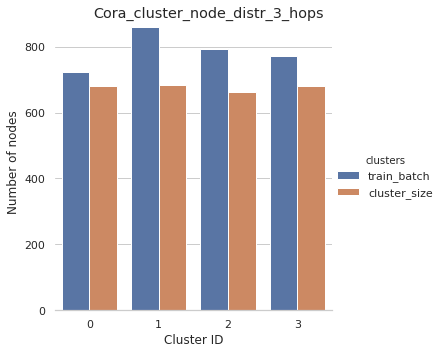 Cora_cluster_node_distr_3_hops
800
600
400
200
0
Number of nodes
0 1 2 3
Cluster ID
clusters
train_batch
cluster_size